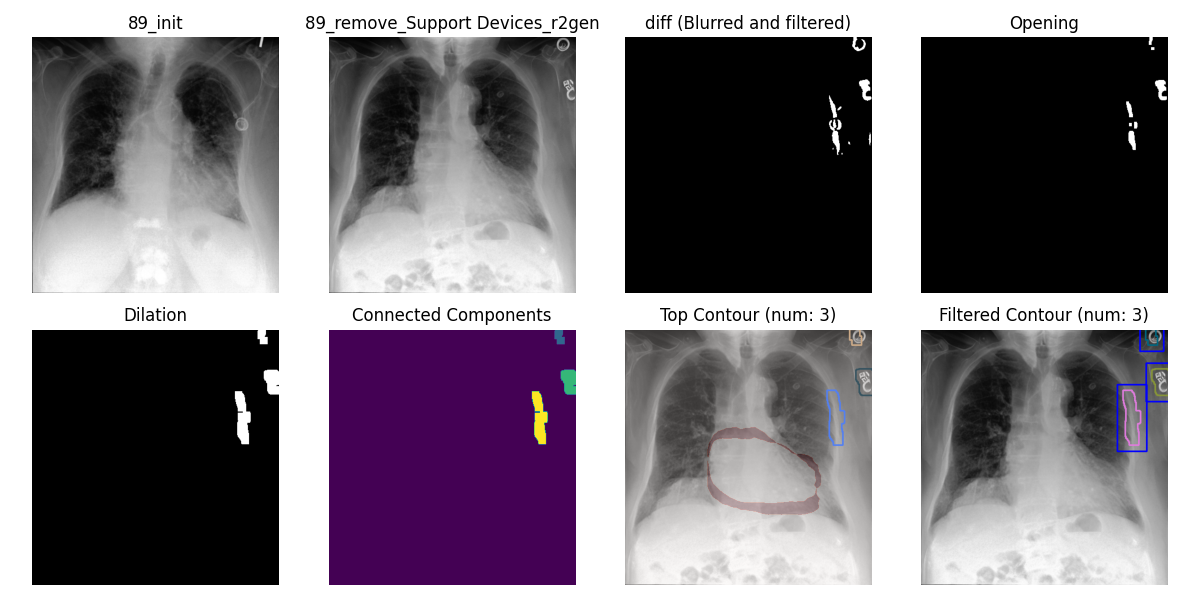 89_init
89_remove_Support Devices_r2gen
diff (Blurred and filtered)
Opening
Dilation
Connected Components
Top Contour (num: 3)
Filtered Contour (num: 3)